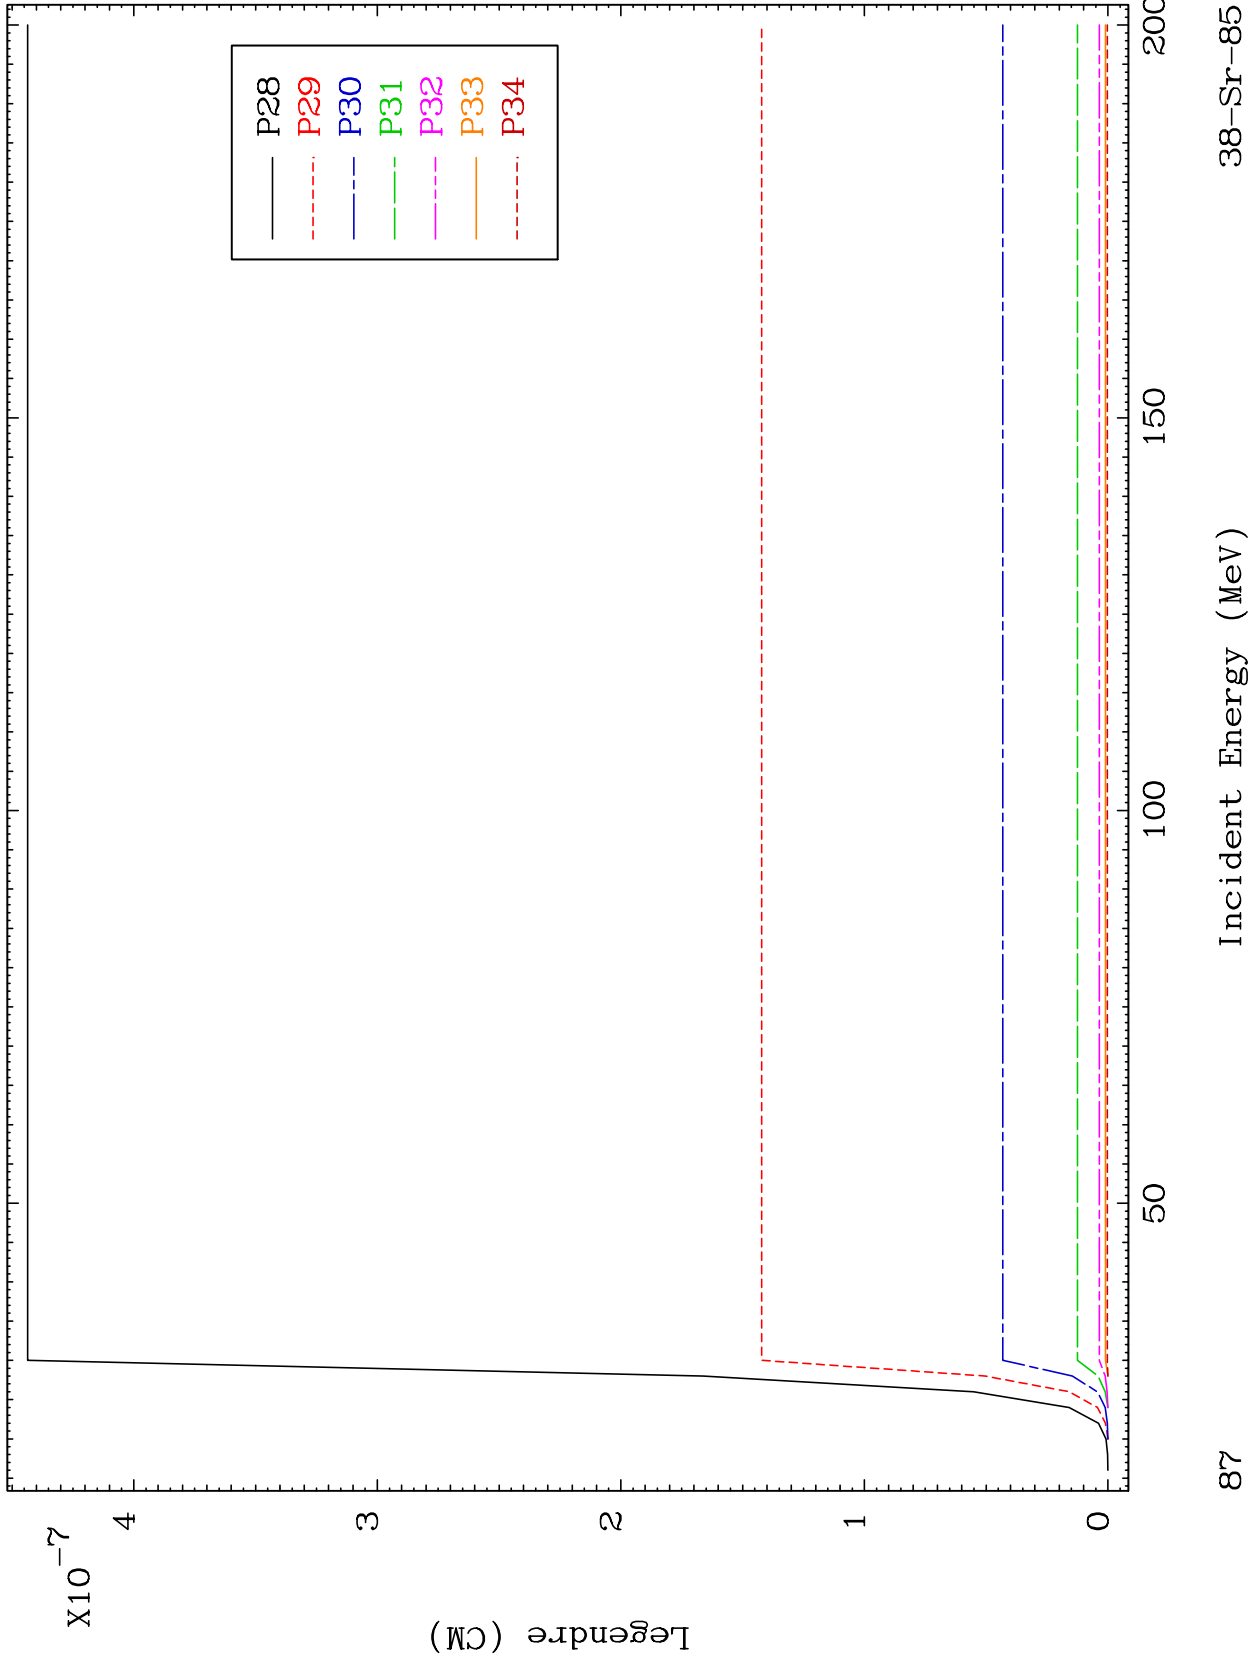 X10-7
4
3
2
1
0
Legendre (CM)
P28
P29
P30
P31
P32
P33
P34
50
100
150
200
Incident Energy (MeV)
87
38-Sr-85